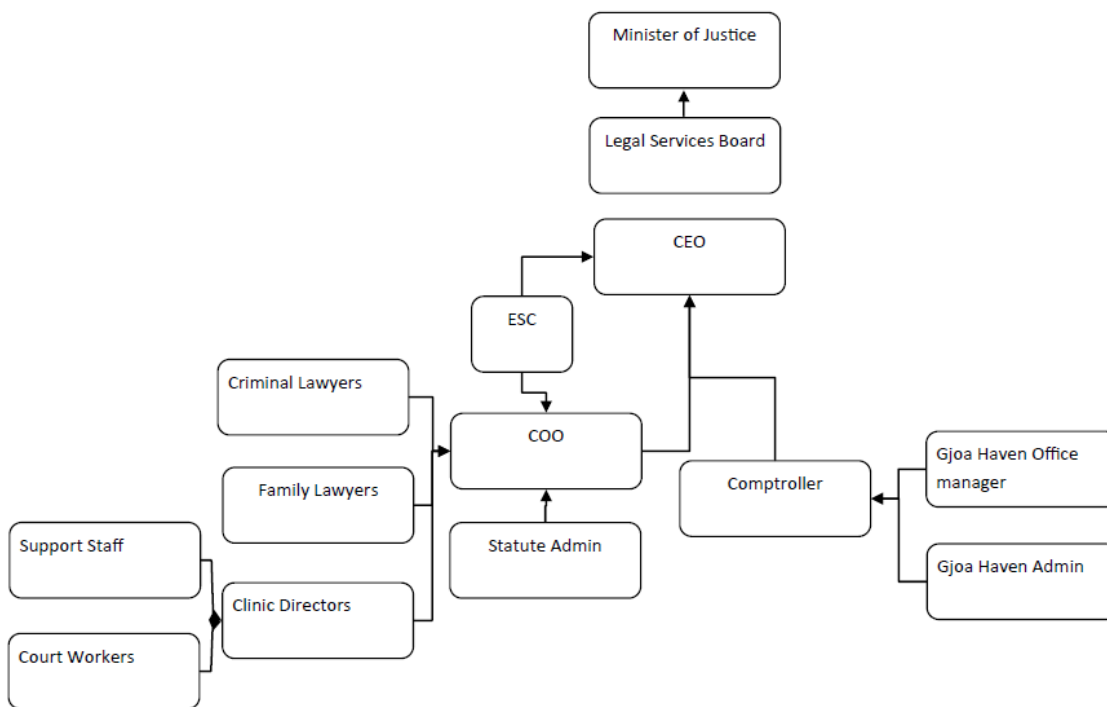 Minister of Justice
Legal Services Board
CEO
ESC
Criminal Lawyers
COO
Family Lawyers
Comptroller
Gjoa Haven Office
manager
Support Staff
Statute Admin
Gjoa Haven Admin
Clinic Directors
Court Workers